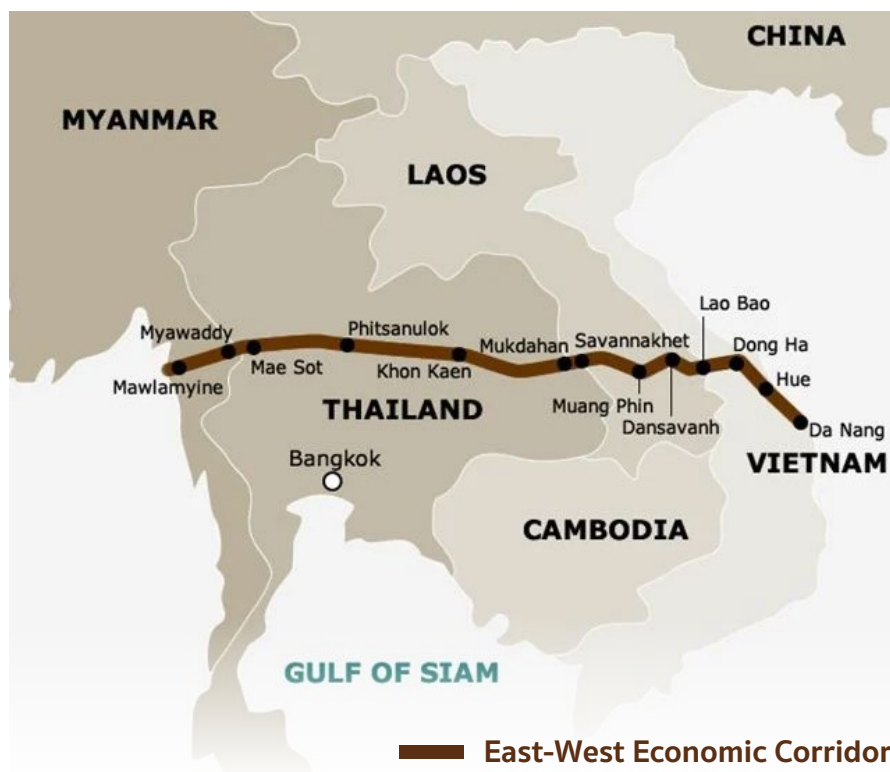 CHINA
MYANMAR
LAOS
Lao Bao
Myawaddy
Phitsanulok
Mukdahan
Savannakhet
Dong Ha
Mawlamyine
Mae Sot
Khon Kaen
Hue
Muang Phin
THAILAND
Dansavanh
Da Nang
Bangkok
VIETNAM
CAMBODIA
GULF OF SIAM
East-West Economic Corridor